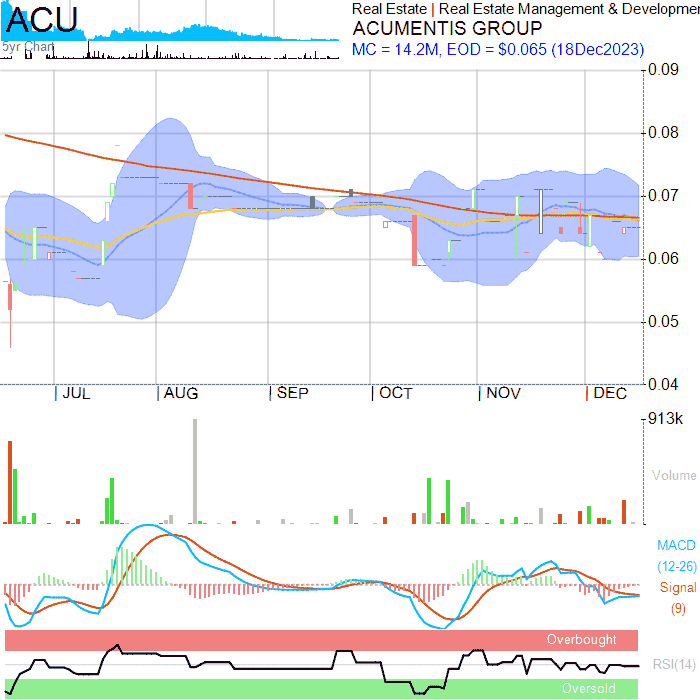 ACU
5yr Chart
Real Estate | Real Estate Management & Developmen
ACUMENTIS GROUP
MC = 14.2M, EOD = $0.065 (18Dec2023)
0.09
0.08
0.07
0.06
0.05
0.04
JUL
AUG
SEP
OCT
NOV
DEC
913k
Volume
MACD
(12-26)
Signal
(9)
Overbought
RSI(14)
Oversold